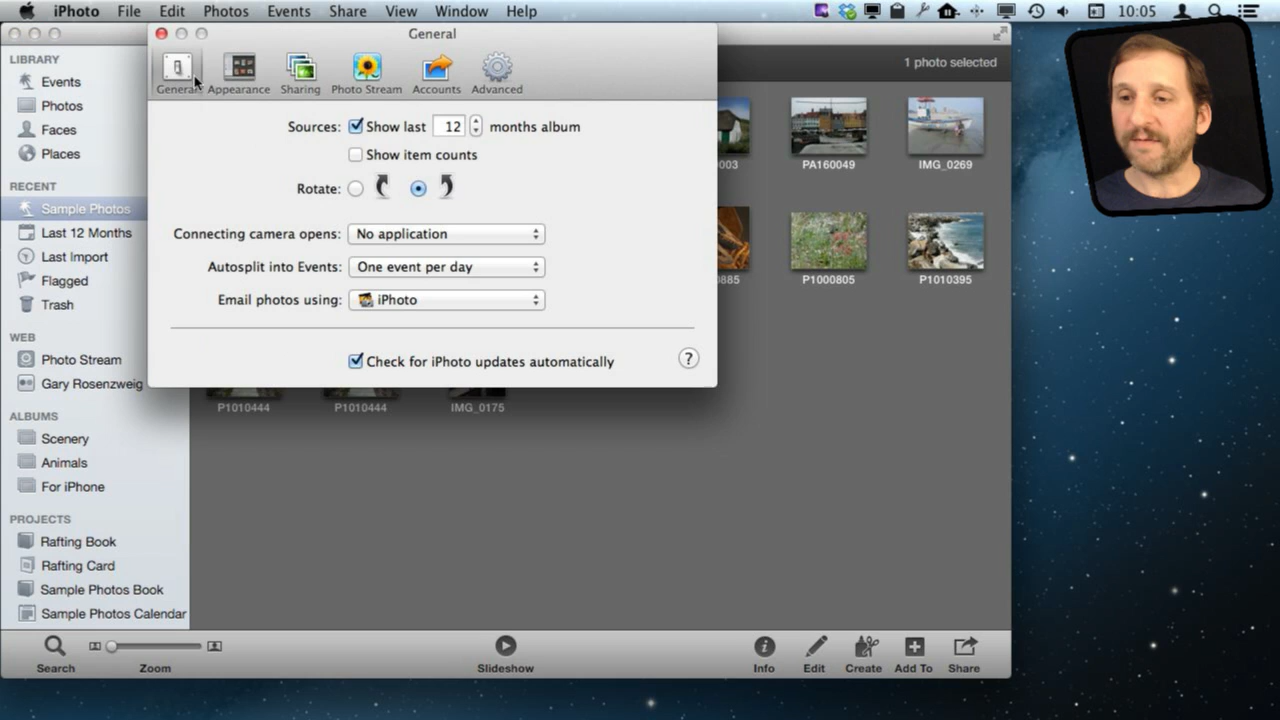 iPhoto File Edit Photos Events Share View Window Help 10:05
General
General Appearance Sharing Photo Stream Accounts Advanced
1 photo selected
LIBRARY
Events
Photos
Faces
Places
RECENT
Sample Photos
Last 12 Months
Last Import
Flagged
Trash
WEB
Photo Stream
Gary Rosenzweig
ALBUMS
Scenery
Animals
For iPhone
PROJECTS
Rafting Book
Rafting Card
Sample Photos Book
Sample Photos Calendar
Sources: Show last 12 months album
Show item counts
Rotate:
Connecting camera opens: No application
Autosplit into Events: One event per day
Email photos using: iPhoto
Check for iPhoto updates automatically ?
0003 PA160049 IMG_0269
0885 P1000805 P1010395
P1010444 P1010444 IMG_0175
Search Zoom Slideshow Info Edit Create Add To Share